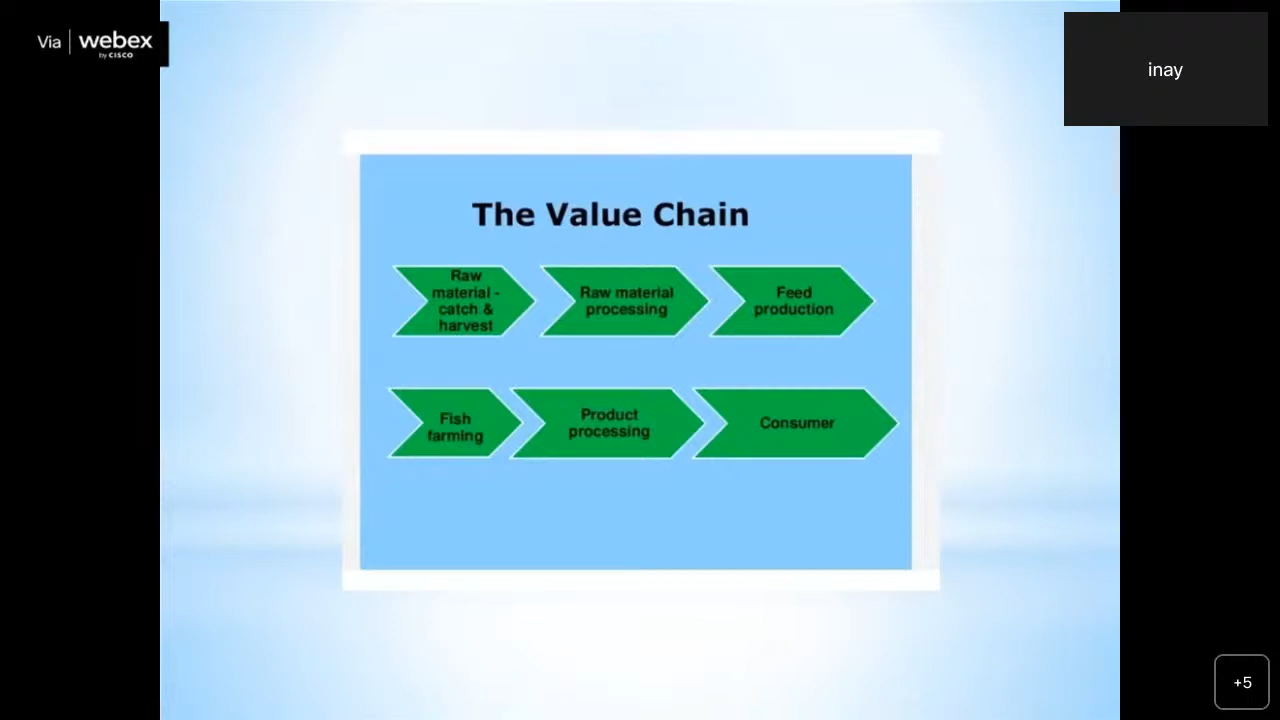 Via webex
by CISCO
inay
The Value Chain
Raw
material -
catch &
harvest
Raw material
processing
Feed
production
Fish
farming
Product
processing
Consumer
+5